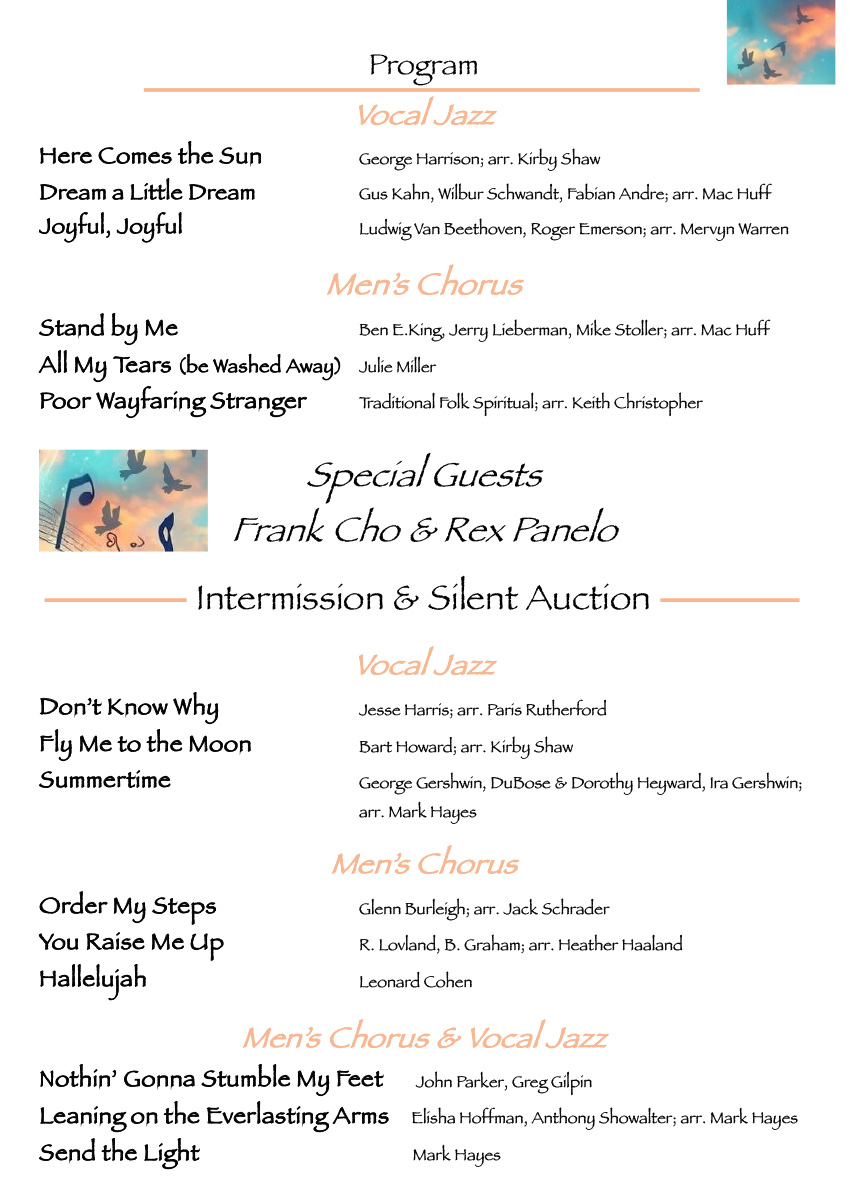 Program
Vocal Jazz
Here Comes the Sun George Harrison; arr. Kirby Shaw
Dream a Little Dream Gus Kahn, Wilbur Schwandt, Fabian Andre; arr. Mac Huff
Joyful, Joyful Ludwig Van Beethoven, Roger Emerson; arr. Mervyn Warren
Men's Chorus
Stand by Me Ben E.King, Jerry Lieberman, Mike Stoller; arr. Mac Huff
All My Tears (be Washed Away) Julie Miller
Poor Wayfaring Stranger Traditional Folk Spiritual; arr. Keith Christopher
Special Guests
Frank Cho & Rex Panelo
Intermission & Silent Auction
Vocal Jazz
Don't Know Why Jesse Harris; arr. Paris Rutherford
Fly Me to the Moon Bart Howard; arr. Kirby Shaw
Summertime George Gershwin, DuBose & Dorothy Heyward, Ira Gershwin;
arr. Mark Hayes
Men's Chorus
Order My Steps Glenn Burleigh; arr. Jack Schrader
You Raise Me Up R. Lovland, B. Graham; arr. Heather Haaland
Hallelujah Leonard Cohen
Men's Chorus & Vocal Jazz
Nothin' Gonna Stumble My Feet John Parker, Greg Gilpin
Leaning on the Everlasting Arms Elisha Hoffman, Anthony Showalter; arr. Mark Hayes
Send the Light Mark Hayes